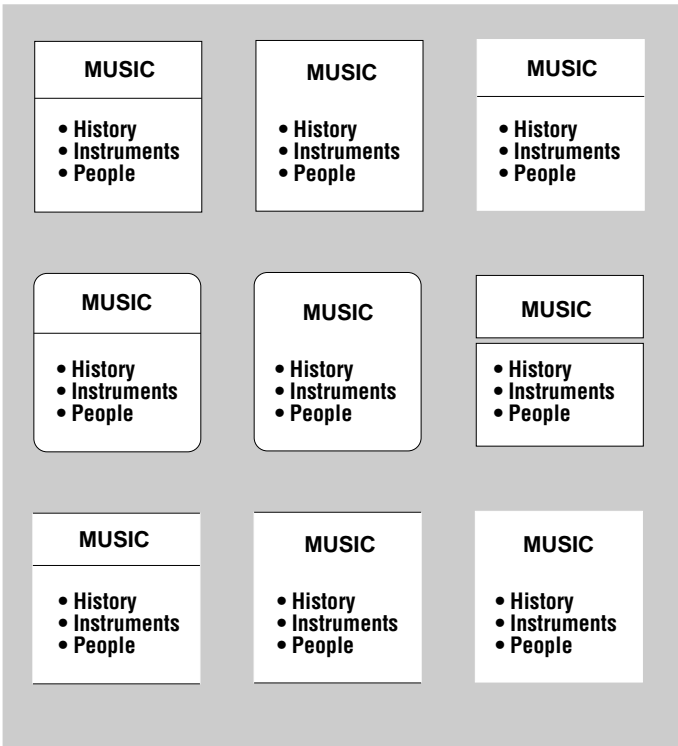 MUSIC
• History
• Instruments
• People
MUSIC
• History
• Instruments
• People
MUSIC
• History
• Instruments
• People
MUSIC
• History
• Instruments
• People
MUSIC
• History
• Instruments
• People
MUSIC
• History
• Instruments
• People
MUSIC
• History
• Instruments
• People
MUSIC
• History
• Instruments
• People
MUSIC
• History
• Instruments
• People